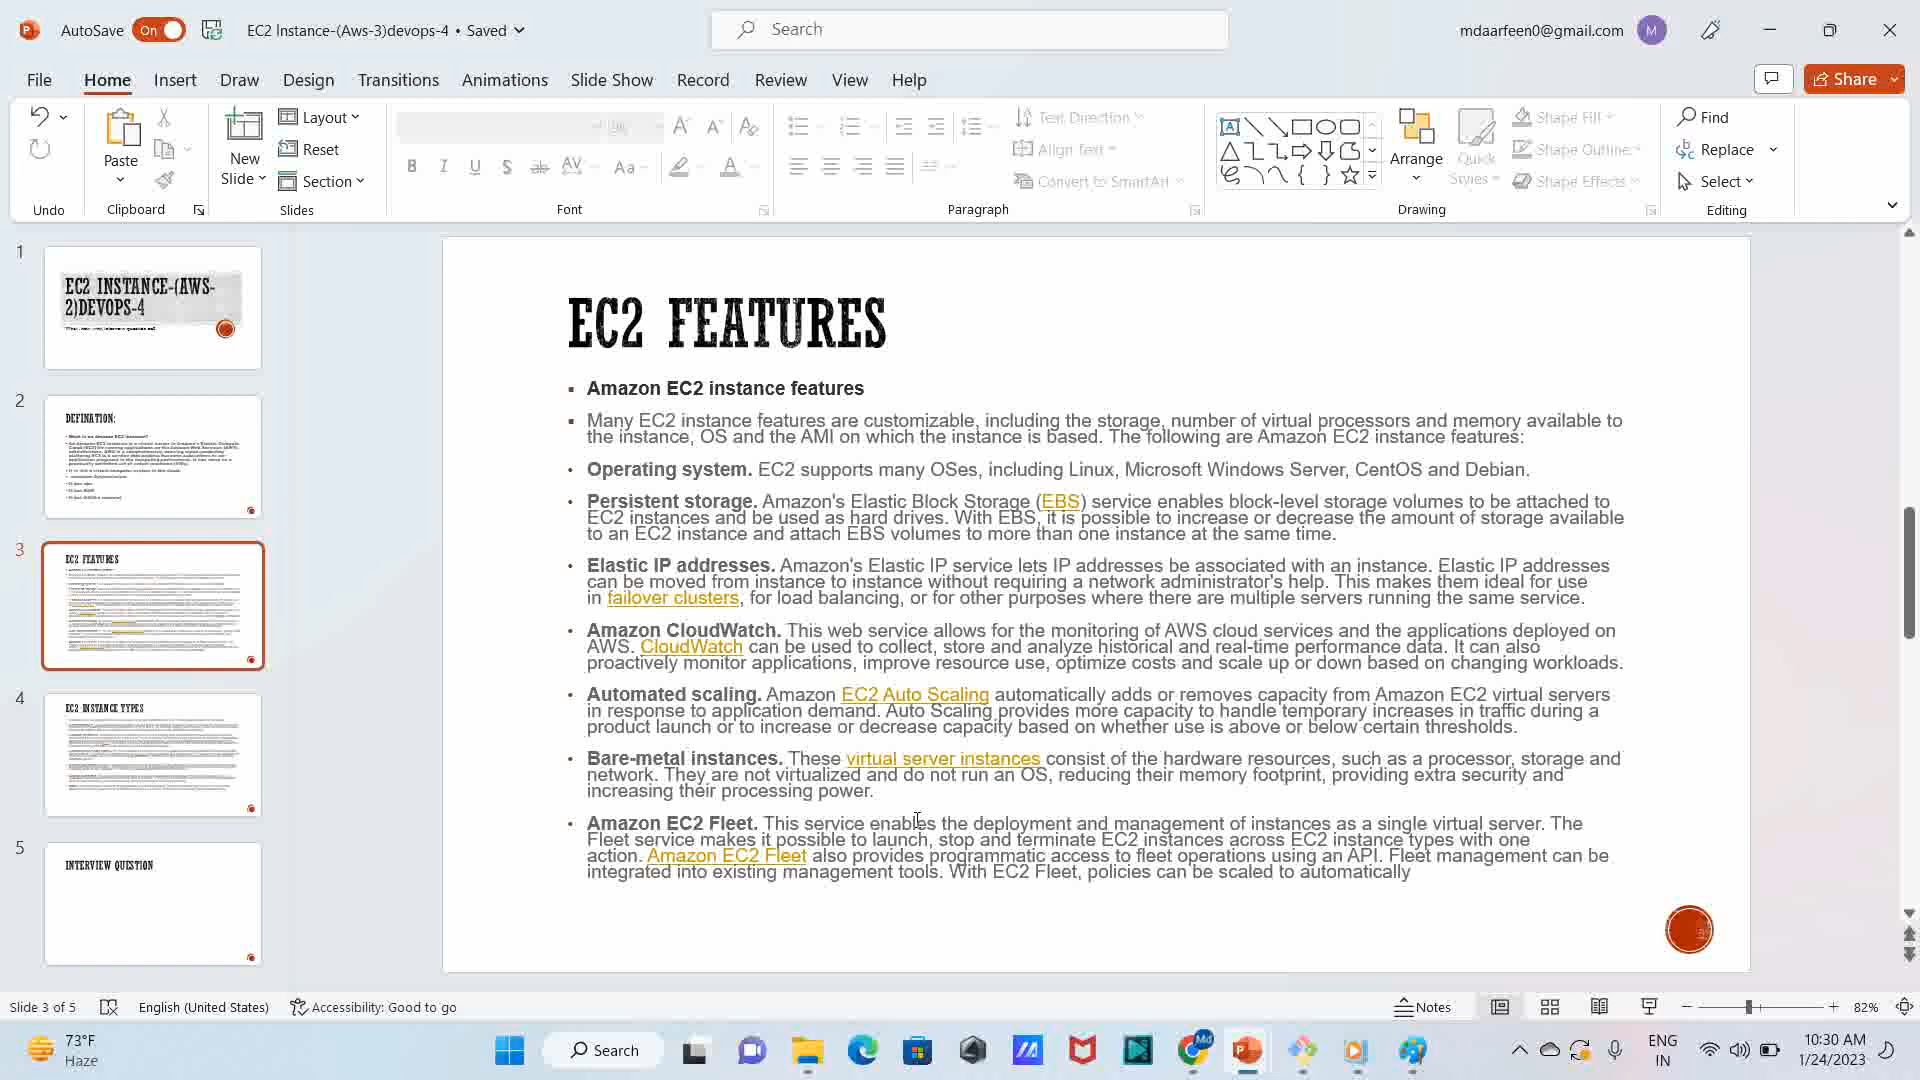 AutoSave On EC2 Instance-(Aws-3)devops-4 • Saved
Search
mdaarfeen0@gmail.com M
File Home Insert Draw Design Transitions Animations Slide Show Record Review View Help
Share
Paste
New Slide
Layout
Reset
Section
Text Direction
Align Text
Convert to SmartArt
Arrange
Quick Styles
Shape Fill
Shape Outline
Shape Effects
Find
Replace
Select
Undo Clipboard Slides Font Paragraph Drawing Editing
1
EC2 INSTANCE-(AWS-
2)DEVOPS-4
2
DEFINATION:
3
EC2 FEATURES
4
EC2 INSTANCE TYPES
5
INTERVIEW QUESTION
EC2 FEATURES
▪ Amazon EC2 instance features
▪ Many EC2 instance features are customizable, including the storage, number of virtual processors and memory available to
the instance, OS and the AMI on which the instance is based. The following are Amazon EC2 instance features:
• Operating system. EC2 supports many OSes, including Linux, Microsoft Windows Server, CentOS and Debian.
• Persistent storage. Amazon's Elastic Block Storage (EBS) service enables block-level storage volumes to be attached to
EC2 instances and be used as hard drives. With EBS, it is possible to increase or decrease the amount of storage available
to an EC2 instance and attach EBS volumes to more than one instance at the same time.
• Elastic IP addresses. Amazon's Elastic IP service lets IP addresses be associated with an instance. Elastic IP addresses
can be moved from instance to instance without requiring a network administrator's help. This makes them ideal for use
in failover clusters, for load balancing, or for other purposes where there are multiple servers running the same service.
• Amazon CloudWatch. This web service allows for the monitoring of AWS cloud services and the applications deployed on
AWS. CloudWatch can be used to collect, store and analyze historical and real-time performance data. It can also
proactively monitor applications, improve resource use, optimize costs and scale up or down based on changing workloads.
• Automated scaling. Amazon EC2 Auto Scaling automatically adds or removes capacity from Amazon EC2 virtual servers
in response to application demand. Auto Scaling provides more capacity to handle temporary increases in traffic during a
product launch or to increase or decrease capacity based on whether use is above or below certain thresholds.
• Bare-metal instances. These virtual server instances consist of the hardware resources, such as a processor, storage and
network. They are not virtualized and do not run an OS, reducing their memory footprint, providing extra security and
increasing their processing power.
• Amazon EC2 Fleet. This service enables the deployment and management of instances as a single virtual server. The
Fleet service makes it possible to launch, stop and terminate EC2 instances across EC2 instance types with one
action. Amazon EC2 Fleet also provides programmatic access to fleet operations using an API. Fleet management can be
integrated into existing management tools. With EC2 Fleet, policies can be scaled to automatically
Slide 3 of 5 English (United States) Accessibility: Good to go Notes 82%
73°F
Haze
Search
ENG
IN
10:30 AM
1/24/2023